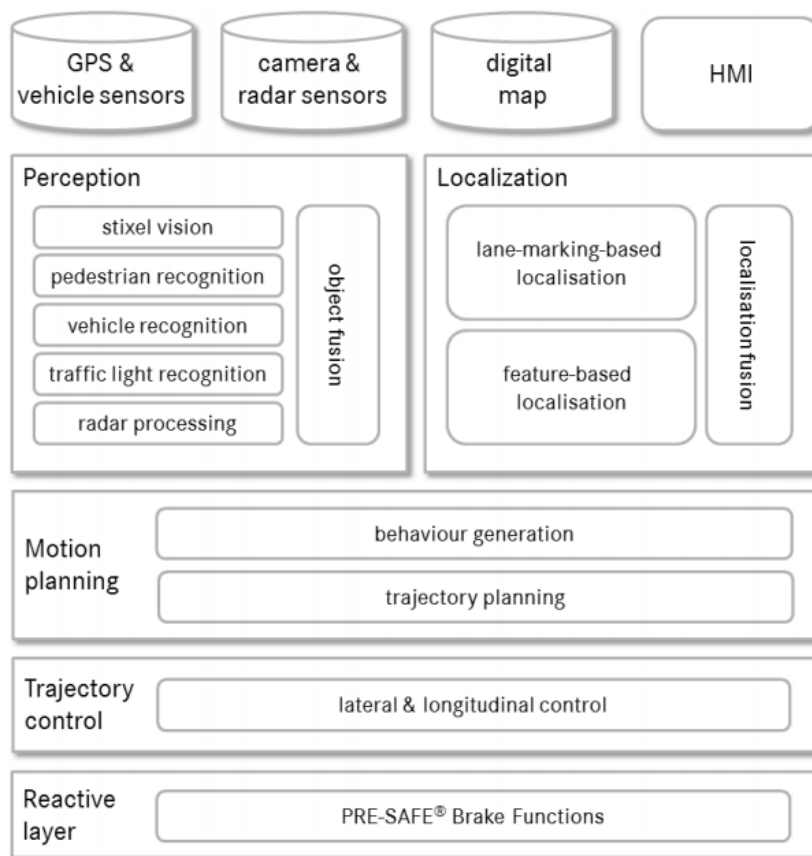 GPS &
vehicle sensors
camera &
radar sensors
digital
map
HMI
Perception
stixel vision
pedestrian recognition
vehicle recognition
traffic light recognition
radar processing
object fusion
Localization
lane-marking-based
localisation
feature-based
localisation
localisation fusion
Motion
planning
behaviour generation
trajectory planning
Trajectory
control
lateral & longitudinal control
Reactive
layer
PRE-SAFE® Brake Functions